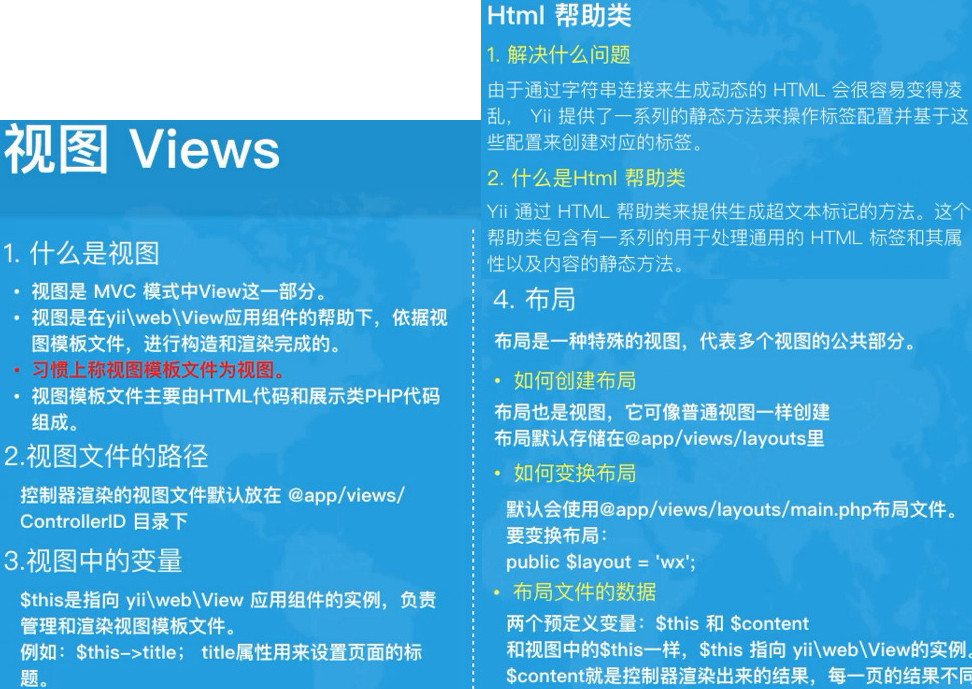 视图 Views
1. 什么是视图
• 视图是 MVC 模式中View这一部分。
• 视图是在yii\web\View应用组件的帮助下，依据视
图模板文件，进行构造和渲染完成的。
• 习惯上称视图模板文件为视图。
• 视图模板文件主要由HTML代码和展示类PHP代码
组成。
2.视图文件的路径
控制器渲染的视图文件默认放在 @app/views/
ControllerID 目录下
3.视图中的变量
$this是指向 yii\web\View 应用组件的实例，负责
管理和渲染视图模板文件。
例如：$this->title； title属性用来设置页面的标
题。
Html 帮助类
1. 解决什么问题
由于通过字符串连接来生成动态的 HTML 会很容易变得凌
乱， Yii 提供了一系列的静态方法来操作标签配置并基于这
些配置来创建对应的标签。
2. 什么是Html 帮助类
Yii 通过 HTML 帮助类来提供生成超文本标记的方法。这个
帮助类包含有一系列的用于处理通用的 HTML 标签和其属
性以及内容的静态方法。
4. 布局
布局是一种特殊的视图，代表多个视图的公共部分。
• 如何创建布局
布局也是视图，它可像普通视图一样创建
布局默认存储在@app/views/layouts里
• 如何变换布局
默认会使用@app/views/layouts/main.php布局文件。
要变换布局：
public $layout = 'wx';
• 布局文件的数据
两个预定义变量：$this 和 $content
和视图中的$this一样，$this 指向 yii\web\View的实例。
$content就是控制器渲染出来的结果，每一页的结果不同